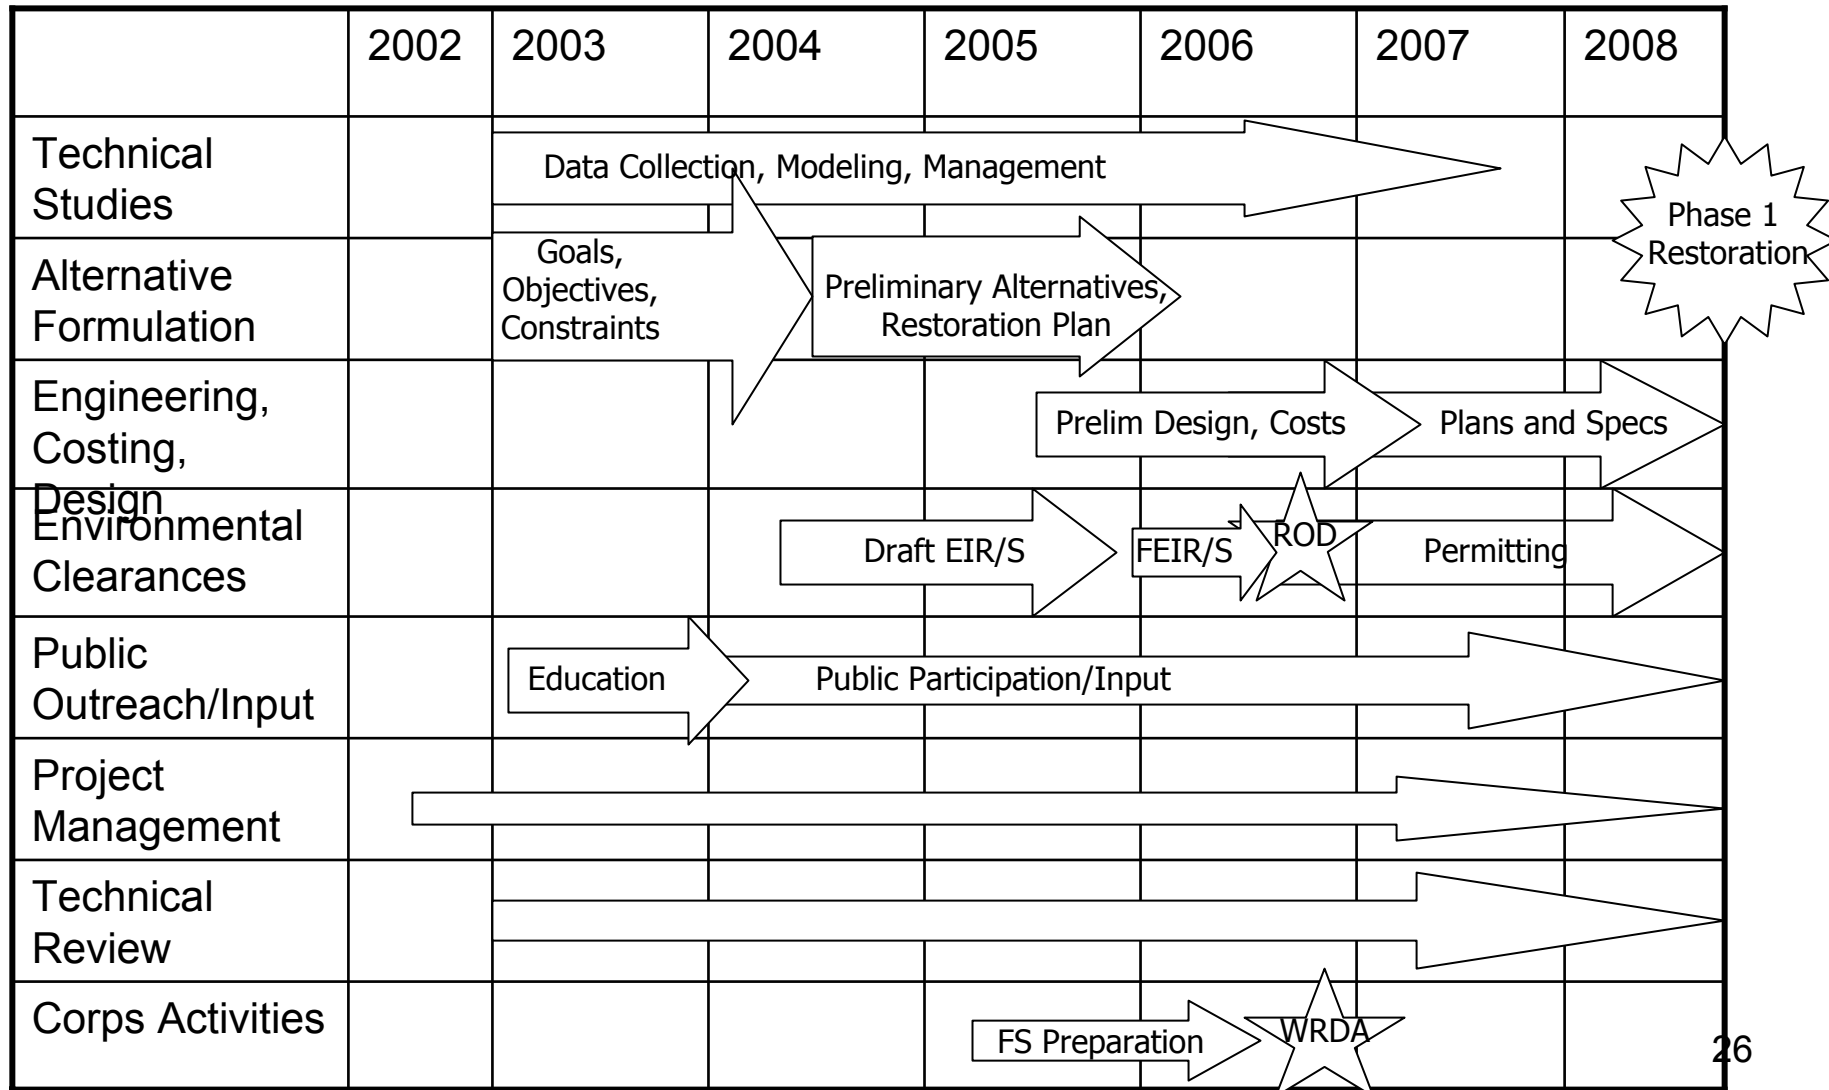 2002 2003 2004 2005 2006 2007 2008
Technical
Studies
Data Collection, Modeling, Management
Phase 1
Restoration
Alternative
Formulation
Goals,
Objectives,
Constraints
Preliminary Alternatives,
Restoration Plan
Engineering,
Costing,
Design
Prelim Design, Costs
Plans and Specs
Environmental
Clearances
Draft EIR/S
FEIR/S
ROD
Permitting
Public
Outreach/Input
Education
Public Participation/Input
Project
Management
Technical
Review
Corps Activities
FS Preparation
WRDA
26